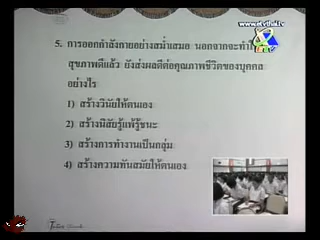 www.etvthai.tv
5. การออกกำลังกายอย่างสม่ำเสมอ นอกจากจะทำให้
สุขภาพดีแล้ว ยังส่งผลดีต่อคุณภาพชีวิตของบุคคล
อย่างไร
1) สร้างวินัยให้ตนเอง
2) สร้างนิสัยรู้แพ้รู้ชนะ
3) สร้างการทำงานเป็นกลุ่ม
4) สร้างความทันสมัยให้ตนเอง